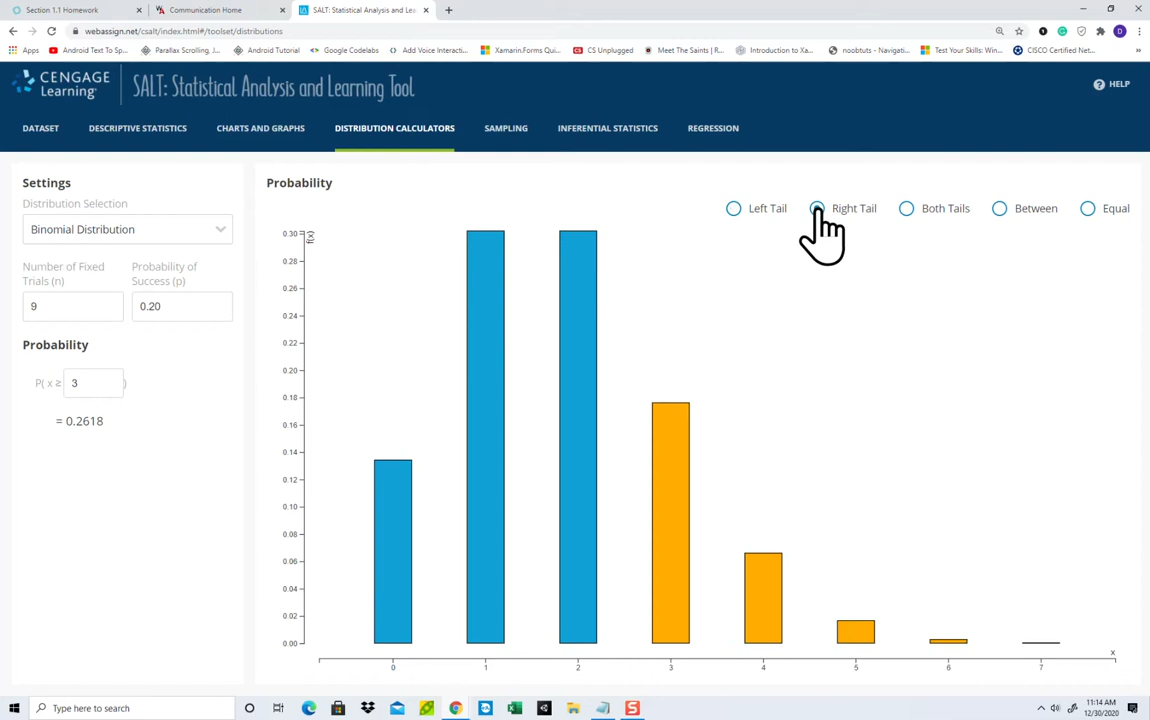 Section 1.1 Homework
Communication Home
SALT: Statistical Analysis and Lea
webassign.net/csalt/index.html#/toolset/distributions
Apps
Android Text To Sp...
Parallax Scrolling, J...
Android Tutorial
Google Codelabs
Add Voice Interacti...
Xamarin.Forms Qui...
CS Unplugged
Meet The Saints | R...
Introduction to Xa...
noobtuts - Navigati...
Test Your Skills: Win...
CISCO Certified Net...
»
CENGAGE
Learning
SALT: Statistical Analysis and Learning Tool
? HELP
DATASET
DESCRIPTIVE STATISTICS
CHARTS AND GRAPHS
DISTRIBUTION CALCULATORS
SAMPLING
INFERENTIAL STATISTICS
REGRESSION
Settings
Distribution Selection
Binomial Distribution
Number of Fixed
Trials (n)
Probability of
Success (p)
9
0.20
Probability
P( x ≥ 3 )
= 0.2618
Probability
Left Tail
Right Tail
Both Tails
Between
Equal
f(x)
0.30
0.28
0.26
0.24
0.22
0.20
0.18
0.16
0.14
0.12
0.10
0.08
0.06
0.04
0.02
0.00
0
1
2
3
4
5
6
7
x
Type here to search
11:14 AM
12/30/2020